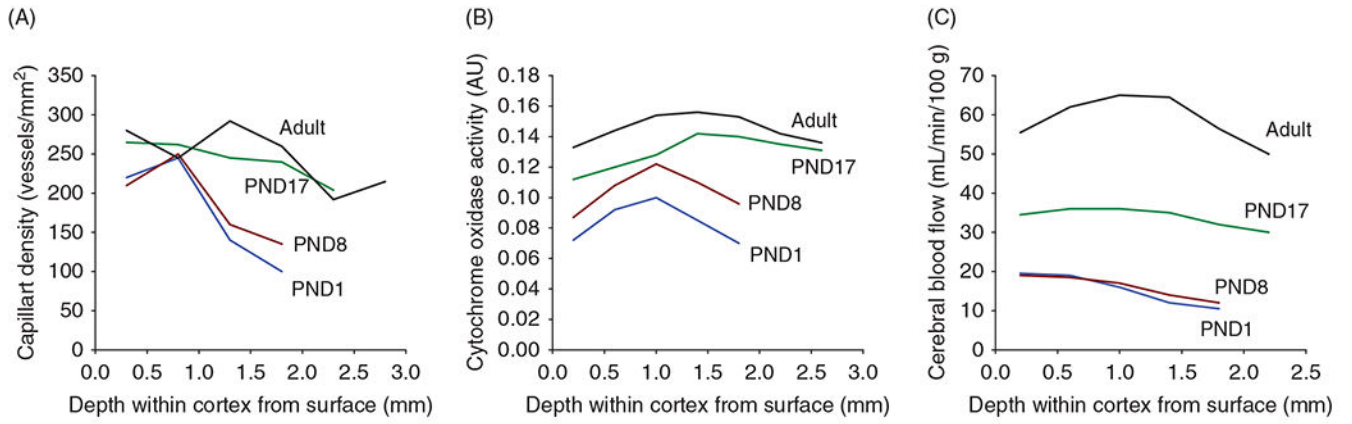 (A)
Capillart density (vessels/mm²)
350
300
250
200
150
100
50
0
Adult
PND17
PND8
PND1
0.0 0.5 1.0 1.5 2.0 2.5 3.0
Depth within cortex from surface (mm)
(B)
Cytochrome oxidase activity (AU)
0.18
0.16
0.14
0.12
0.10
0.08
0.06
0.04
0.02
0.00
Adult
PND17
PND8
PND1
0.0 0.5 1.0 1.5 2.0 2.5 3.0
Depth within cortex from surface (mm)
(C)
Cerebral blood flow (mL/min/100 g)
70
60
50
40
30
20
10
0
Adult
PND17
PND8
PND1
0.0 0.5 1.0 1.5 2.0 2.5
Depth within cortex from surface (mm)